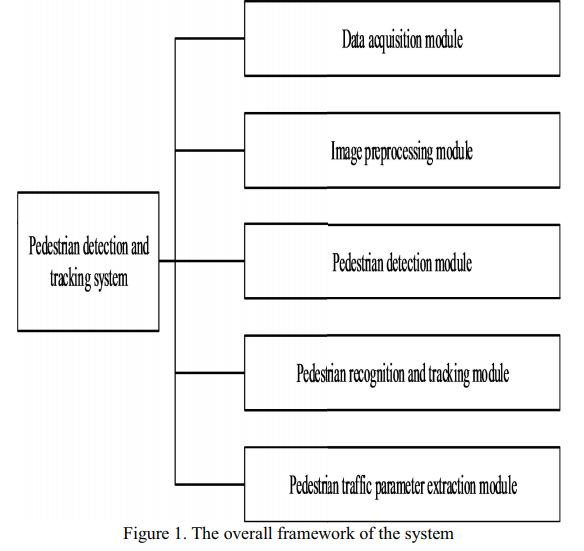 Data acquisition module
Image preprocessing module
Pedestrian detection and
tracking system
Pedestrian detection module
Pedestrian recognition and tracking module
Pedestrian traffic parameter extraction module
Figure 1. The overall framework of the system